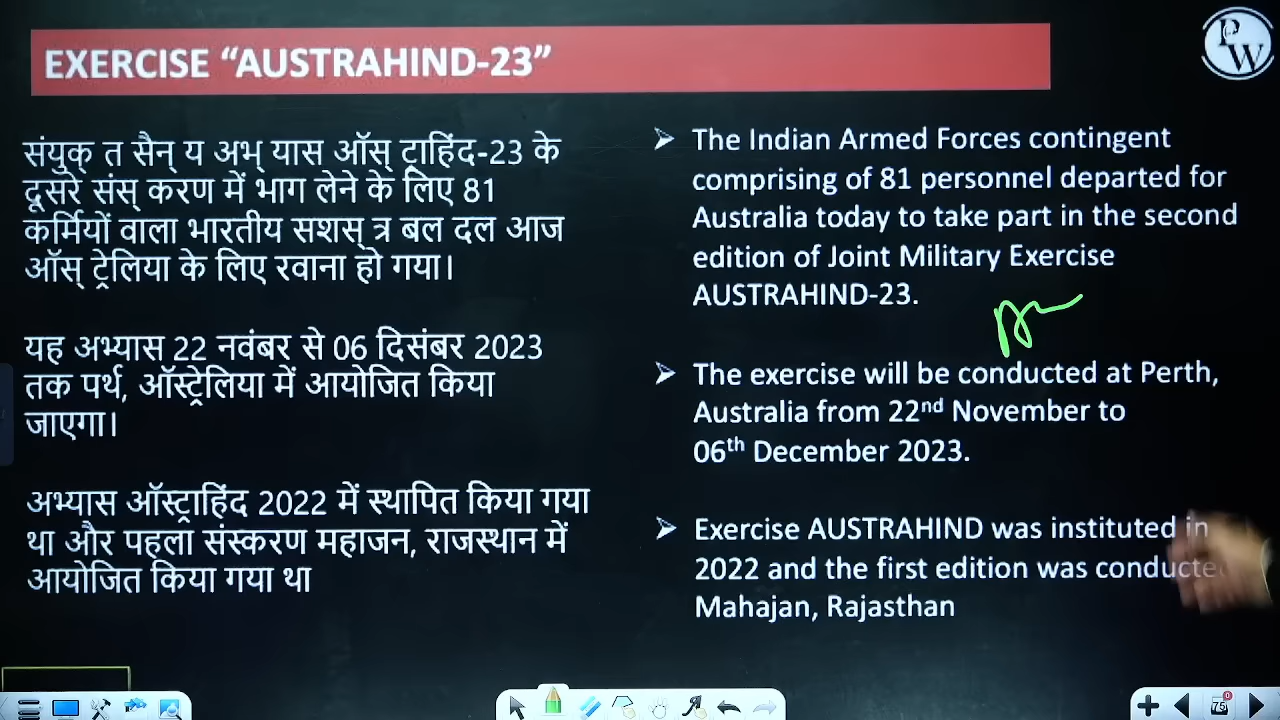 EXERCISE “AUSTRAHIND-23”
PW
संयुक् त सैन् य अभ् यास ऑस् ट्राहिंद-23 के
दूसरे संस् करण में भाग लेने के लिए 81
कर्मियों वाला भारतीय सशस् त्र बल दल आज
ऑस् ट्रेलिया के लिए रवाना हो गया।
यह अभ्यास 22 नवंबर से 06 दिसंबर 2023
तक पर्थ, ऑस्ट्रेलिया में आयोजित किया
जाएगा।
अभ्यास ऑस्ट्राहिंद 2022 में स्थापित किया गया
था और पहला संस्करण महाजन, राजस्थान में
आयोजित किया गया था
The Indian Armed Forces contingent
comprising of 81 personnel departed for
Australia today to take part in the second
edition of Joint Military Exercise
AUSTRAHIND-23.
The exercise will be conducted at Perth,
Australia from 22nd November to
06th December 2023.
Exercise AUSTRAHIND was instituted in
2022 and the first edition was conducted
Mahajan, Rajasthan
75
0